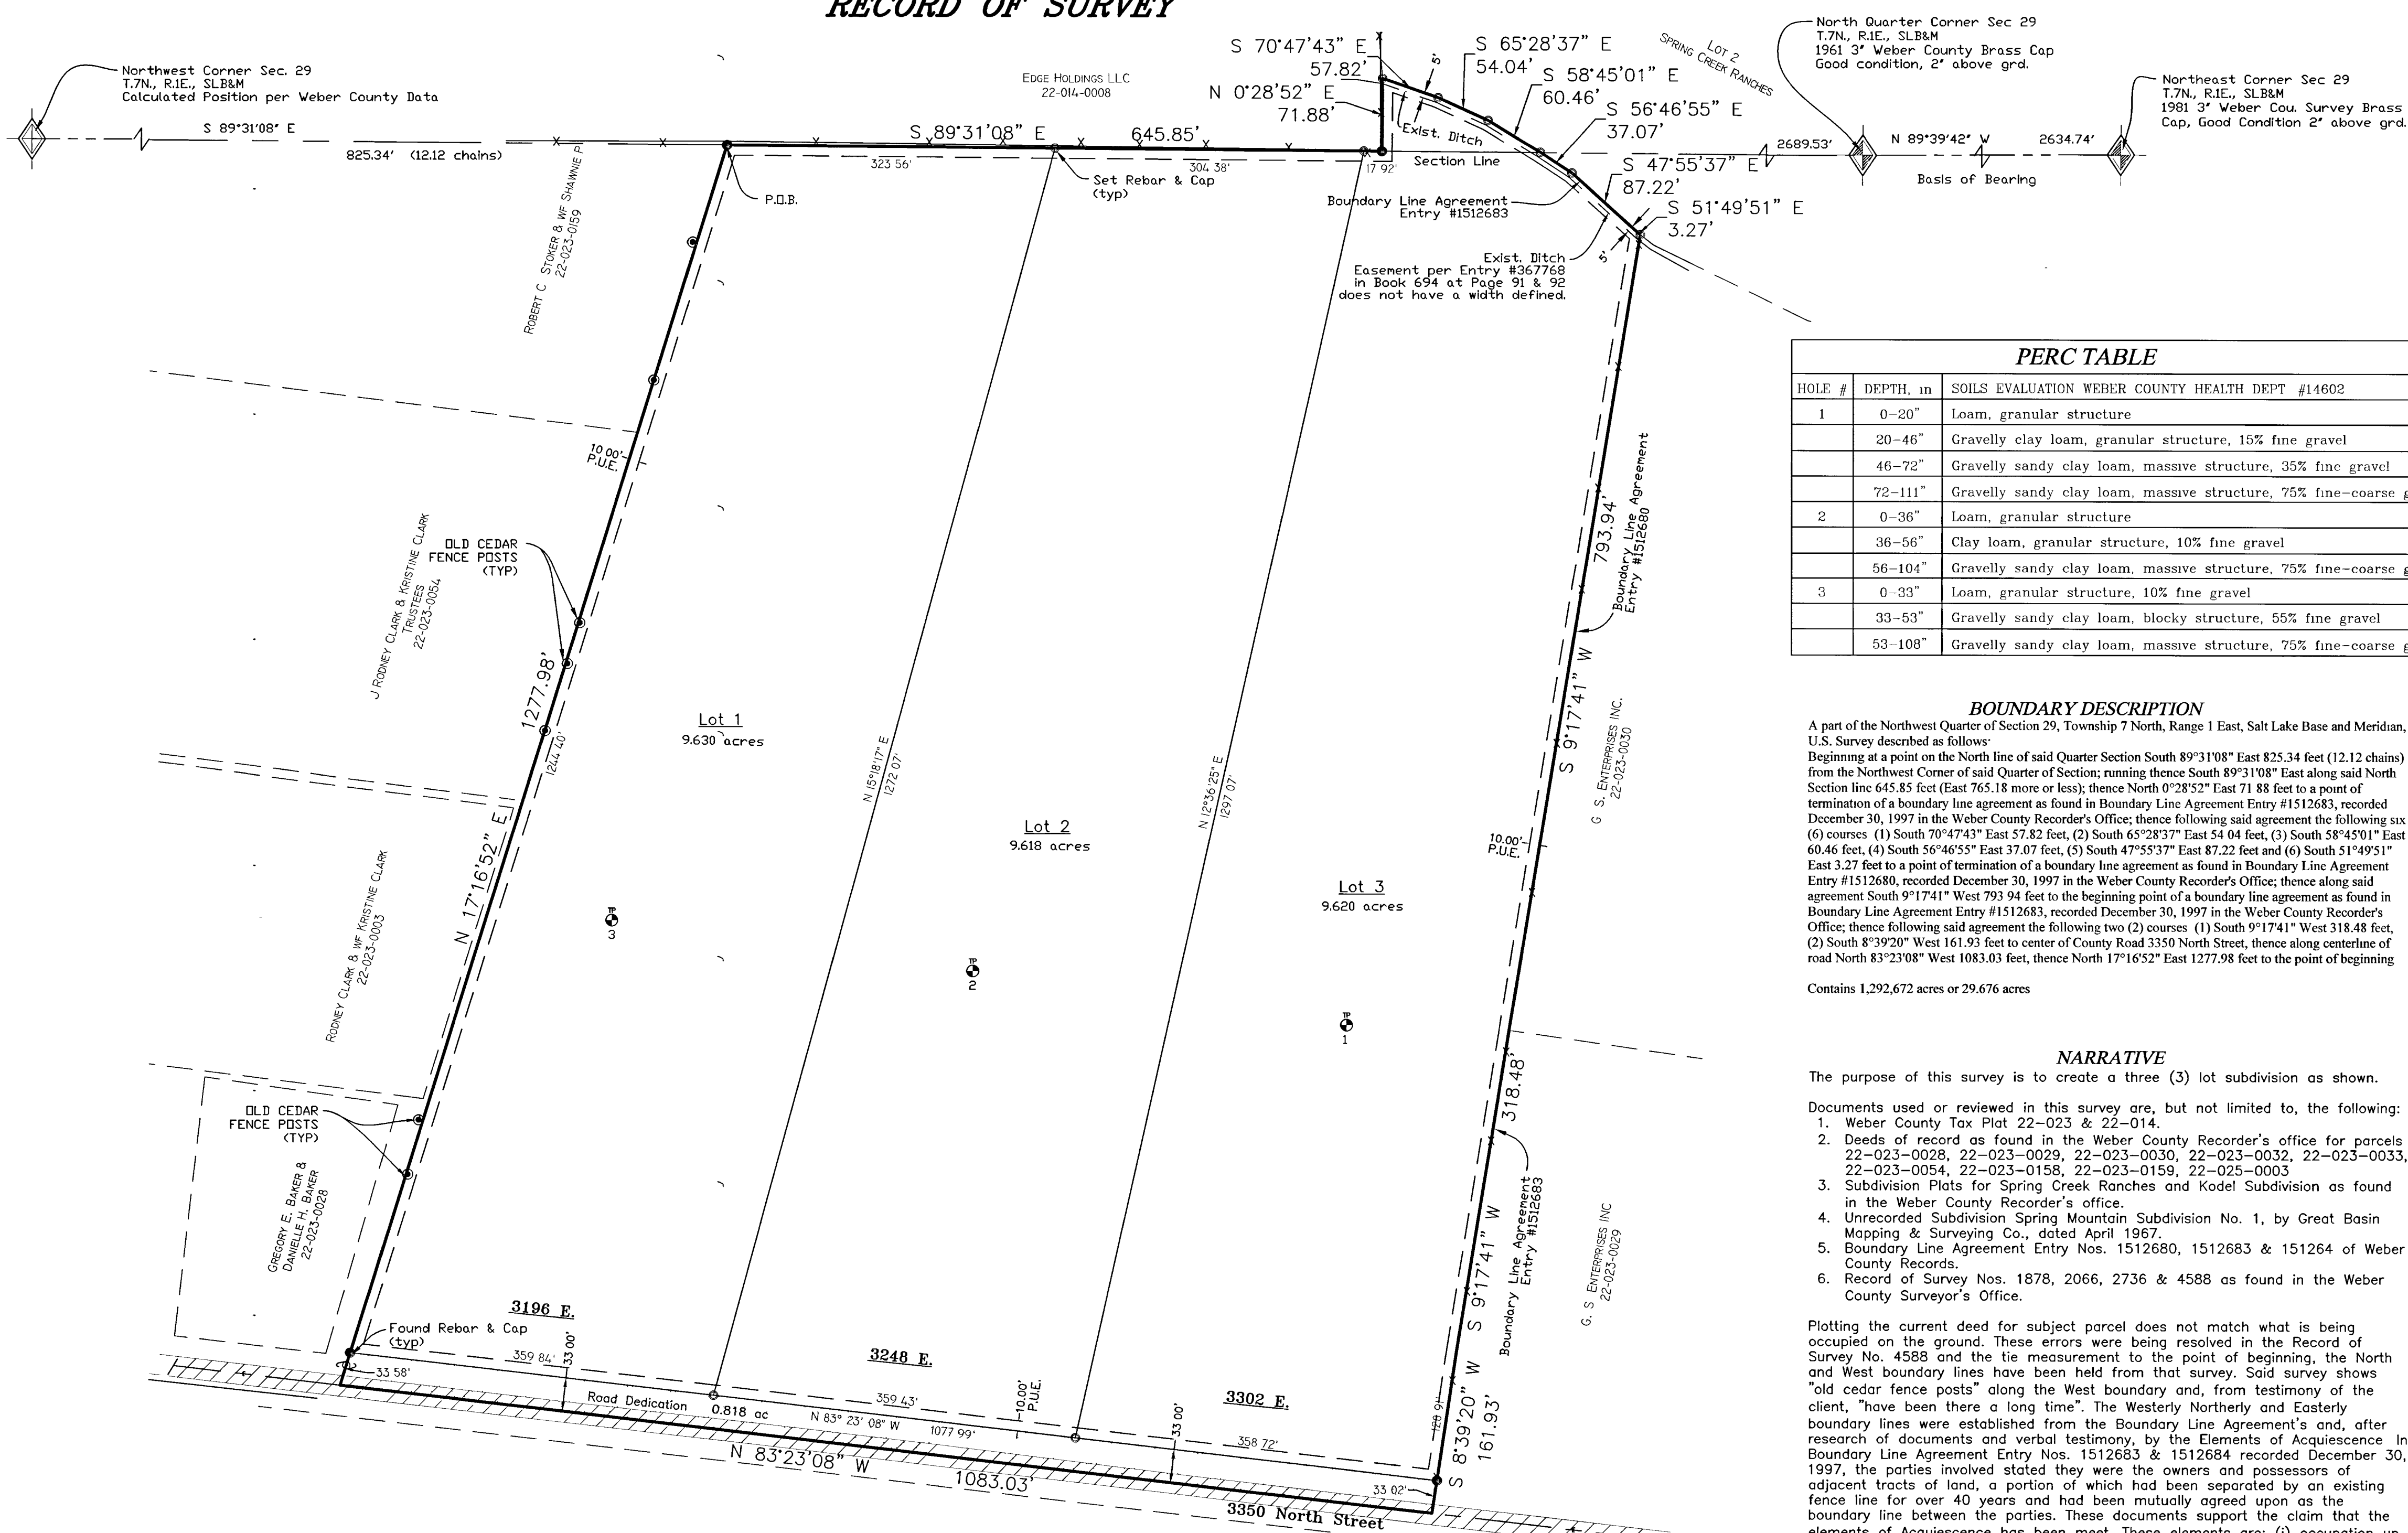 RECORD OF SURVEY
Northwest Corner Sec. 29
T.7N., R.1E., SLB&M
Calculated Position per Weber County Data
S 89°31'08" E
825.34' (12.12 chains)
EDGE HOLDINGS LLC
22-014-0008
S 89°31'08" E 645.85'
323 56'
304 38'
17 92'
Set Rebar & Cap
(typ)
P.O.B.
S 70°47'43" E
57.82'
N 0°28'52" E
71.88'
5'
S 65°28'37" E
54.04'
S 58°45'01" E
60.46'
S 56°46'55" E
37.07'
S 47°55'37" E
87.22'
S 51°49'51" E
3.27'
LOT 2
SPRING CREEK RANCHES
Exist. Ditch
Section Line
Boundary Line Agreement
Entry #1512683
Exist. Ditch
Easement per Entry #367768
in Book 694 at Page 91 & 92
does not have a width defined.
5'
North Quarter Corner Sec 29
T.7N., R.1E., SLB&M
1961 3" Weber County Brass Cap
Good condition, 2" above grd.
2689.53'
N 89°39'42" W
2634.74'
Basis of Bearing
Northeast Corner Sec 29
T.7N., R.1E., SLB&M
1981 3" Weber Cou. Survey Brass
Cap, Good Condition 2" above grd.
ROBERT C STOKER & WF SHAWNIE P
22-023-0159
10 00'
P.U.E.
OLD CEDAR
FENCE POSTS
(TYP)
J RODNEY CLARK & KRISTINE CLARK
TRUSTEES
22-023-0054
1277.98'
1244 40'
N 17°16'52" E
RODNEY CLARK & WF KRISTINE CLARK
22-023-0003
OLD CEDAR
FENCE POSTS
(TYP)
GREGORY E. BAKER &
DANIELLE H. BAKER
22-023-0028
Lot 1
9.630 acres
N 15°18'17" E
1272 07'
Lot 2
9.618 acres
N 12°36'25" E
1297 07'
Lot 3
9.620 acres
TP
3
TP
2
TP
1
793.94'
Boundary Line Agreement
Entry #1512680
S 9°17'41" W
G S. ENTERPRISES INC.
22-023-0030
10.00'
P.U.E.
318.48'
S 9°17'41" W
Boundary Line Agreement
Entry #1512683
G. S ENTERPRISES INC
22-023-0029
128 91'
S 8°39'20" W
161.93'
3196 E.
Found Rebar & Cap
(typ)
359 84'
33 00'
3248 E.
33 58'
Road Dedication 0.818 ac
359 43'
10.00'
P.U.E.
N 83° 23' 08" W
1077 99'
3302 E.
33 00'
358 72'
33 02'
N 83°23'08" W
1083.03'
3350 North Street
PERC TABLE
HOLE # DEPTH, in SOILS EVALUATION WEBER COUNTY HEALTH DEPT #14602
1 0-20" Loam, granular structure
20-46" Gravelly clay loam, granular structure, 15% fine gravel
46-72" Gravelly sandy clay loam, massive structure, 35% fine gravel
72-111" Gravelly sandy clay loam, massive structure, 75% fine-coarse
2 0-36" Loam, granular structure
36-56" Clay loam, granular structure, 10% fine gravel
56-104" Gravelly sandy clay loam, massive structure, 75% fine-coarse
3 0-33" Loam, granular structure, 10% fine gravel
33-53" Gravelly sandy clay loam, blocky structure, 55% fine gravel
53-108" Gravelly sandy clay loam, massive structure, 75% fine-coarse
BOUNDARY DESCRIPTION
A part of the Northwest Quarter of Section 29, Township 7 North, Range 1 East, Salt Lake Base and Meridian,
U.S. Survey described as follows
Beginning at a point on the North line of said Quarter Section South 89°31'08" East 825.34 feet (12.12 chains)
from the Northwest Corner of said Quarter of Section; running thence South 89°31'08" East along said North
Section line 645.85 feet (East 765.18 more or less); thence North 0°28'52" East 71 88 feet to a point of
termination of a boundary line agreement as found in Boundary Line Agreement Entry #1512683, recorded
December 30, 1997 in the Weber County Recorder's Office; thence following said agreement the following six
(6) courses (1) South 70°47'43" East 57.82 feet, (2) South 65°28'37" East 54 04 feet, (3) South 58°45'01" East
60.46 feet, (4) South 56°46'55" East 37.07 feet, (5) South 47°55'37" East 87.22 feet and (6) South 51°49'51"
East 3.27 feet to a point of termination of a boundary line agreement as found in Boundary Line Agreement
Entry #1512680, recorded December 30, 1997 in the Weber County Recorder's Office; thence along said
agreement South 9°17'41" West 793 94 feet to the beginning point of a boundary line agreement as found in
Boundary Line Agreement Entry #1512683, recorded December 30, 1997 in the Weber County Recorder's
Office; thence following said agreement the following two (2) courses (1) South 9°17'41" West 318.48 feet,
(2) South 8°39'20" West 161.93 feet to center of County Road 3350 North Street, thence along centerline of
road North 83°23'08" West 1083.03 feet, thence North 17°16'52" East 1277.98 feet to the point of beginning
Contains 1,292,672 acres or 29.676 acres
NARRATIVE
The purpose of this survey is to create a three (3) lot subdivision as shown.
Documents used or reviewed in this survey are, but not limited to, the following:
1. Weber County Tax Plat 22-023 & 22-014.
2. Deeds of record as found in the Weber County Recorder's office for parcels
22-023-0028, 22-023-0029, 22-023-0030, 22-023-0032, 22-023-0033,
22-023-0054, 22-023-0158, 22-023-0159, 22-025-0003
3. Subdivision Plats for Spring Creek Ranches and Kodel Subdivision as found
in the Weber County Recorder's office.
4. Unrecorded Subdivision Spring Mountain Subdivision No. 1, by Great Basin
Mapping & Surveying Co., dated April 1967.
5. Boundary Line Agreement Entry Nos. 1512680, 1512683 & 151264 of Weber
County Records.
6. Record of Survey Nos. 1878, 2066, 2736 & 4588 as found in the Weber
County Surveyor's Office.
Plotting the current deed for subject parcel does not match what is being
occupied on the ground. These errors were being resolved in the Record of
Survey No. 4588 and the tie measurement to the point of beginning, the North
and West boundary lines have been held from that survey. Said survey shows
"old cedar fence posts" along the West boundary and, from testimony of the
client, "have been there a long time". The Westerly Northerly and Easterly
boundary lines were established from the Boundary Line Agreement's and, after
research of documents and verbal testimony, by the Elements of Acquiescence In
Boundary Line Agreement Entry Nos. 1512683 & 1512684 recorded December 30,
1997, the parties involved stated they were the owners and possessors of
adjacent tracts of land, a portion of which had been separated by an existing
fence line for over 40 years and had been mutually agreed upon as the
boundary line between the parties. These documents support the claim that the
elements of Acquiescence has been meet. These elements are: (i) occupation up